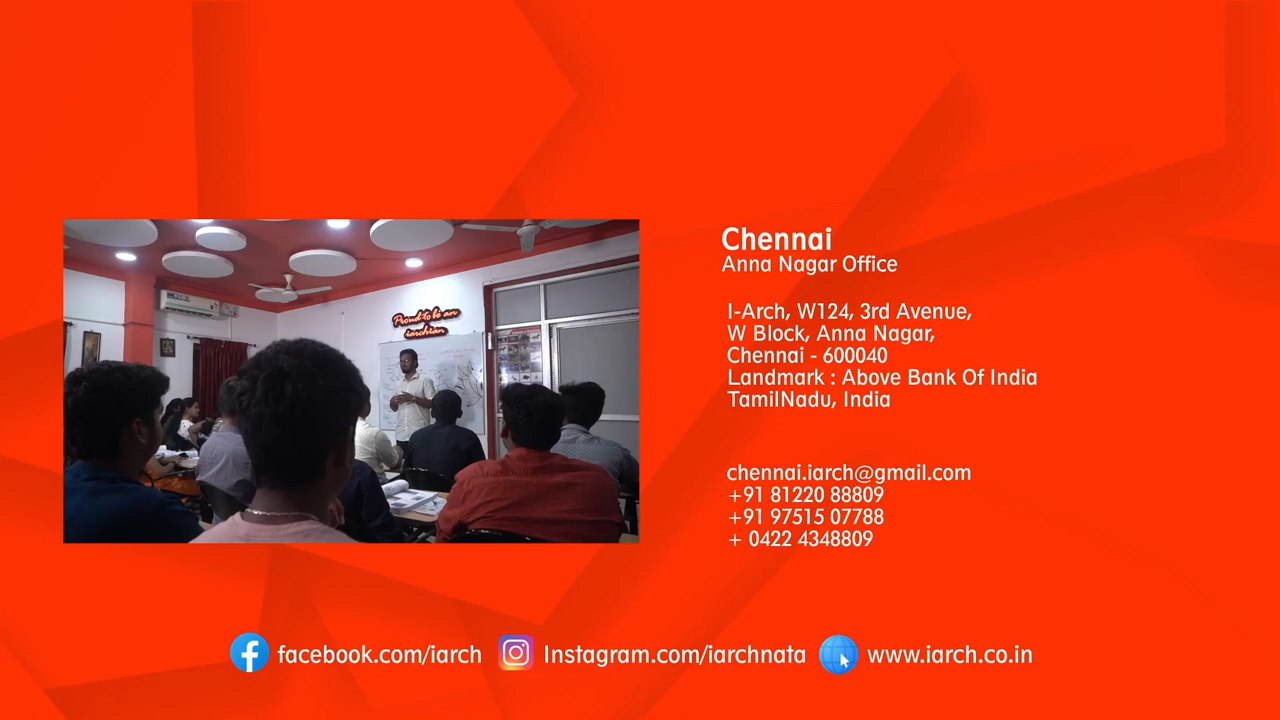 Proud to be an
iarchian
Chennai
Anna Nagar Office
I-Arch, W124, 3rd Avenue,
W Block, Anna Nagar,
Chennai - 600040
Landmark : Above Bank Of India
TamilNadu, India
chennai.iarch@gmail.com
+91 81220 88809
+91 97515 07788
+ 0422 4348809
facebook.com/iarch
Instagram.com/iarchnata
www.iarch.co.in